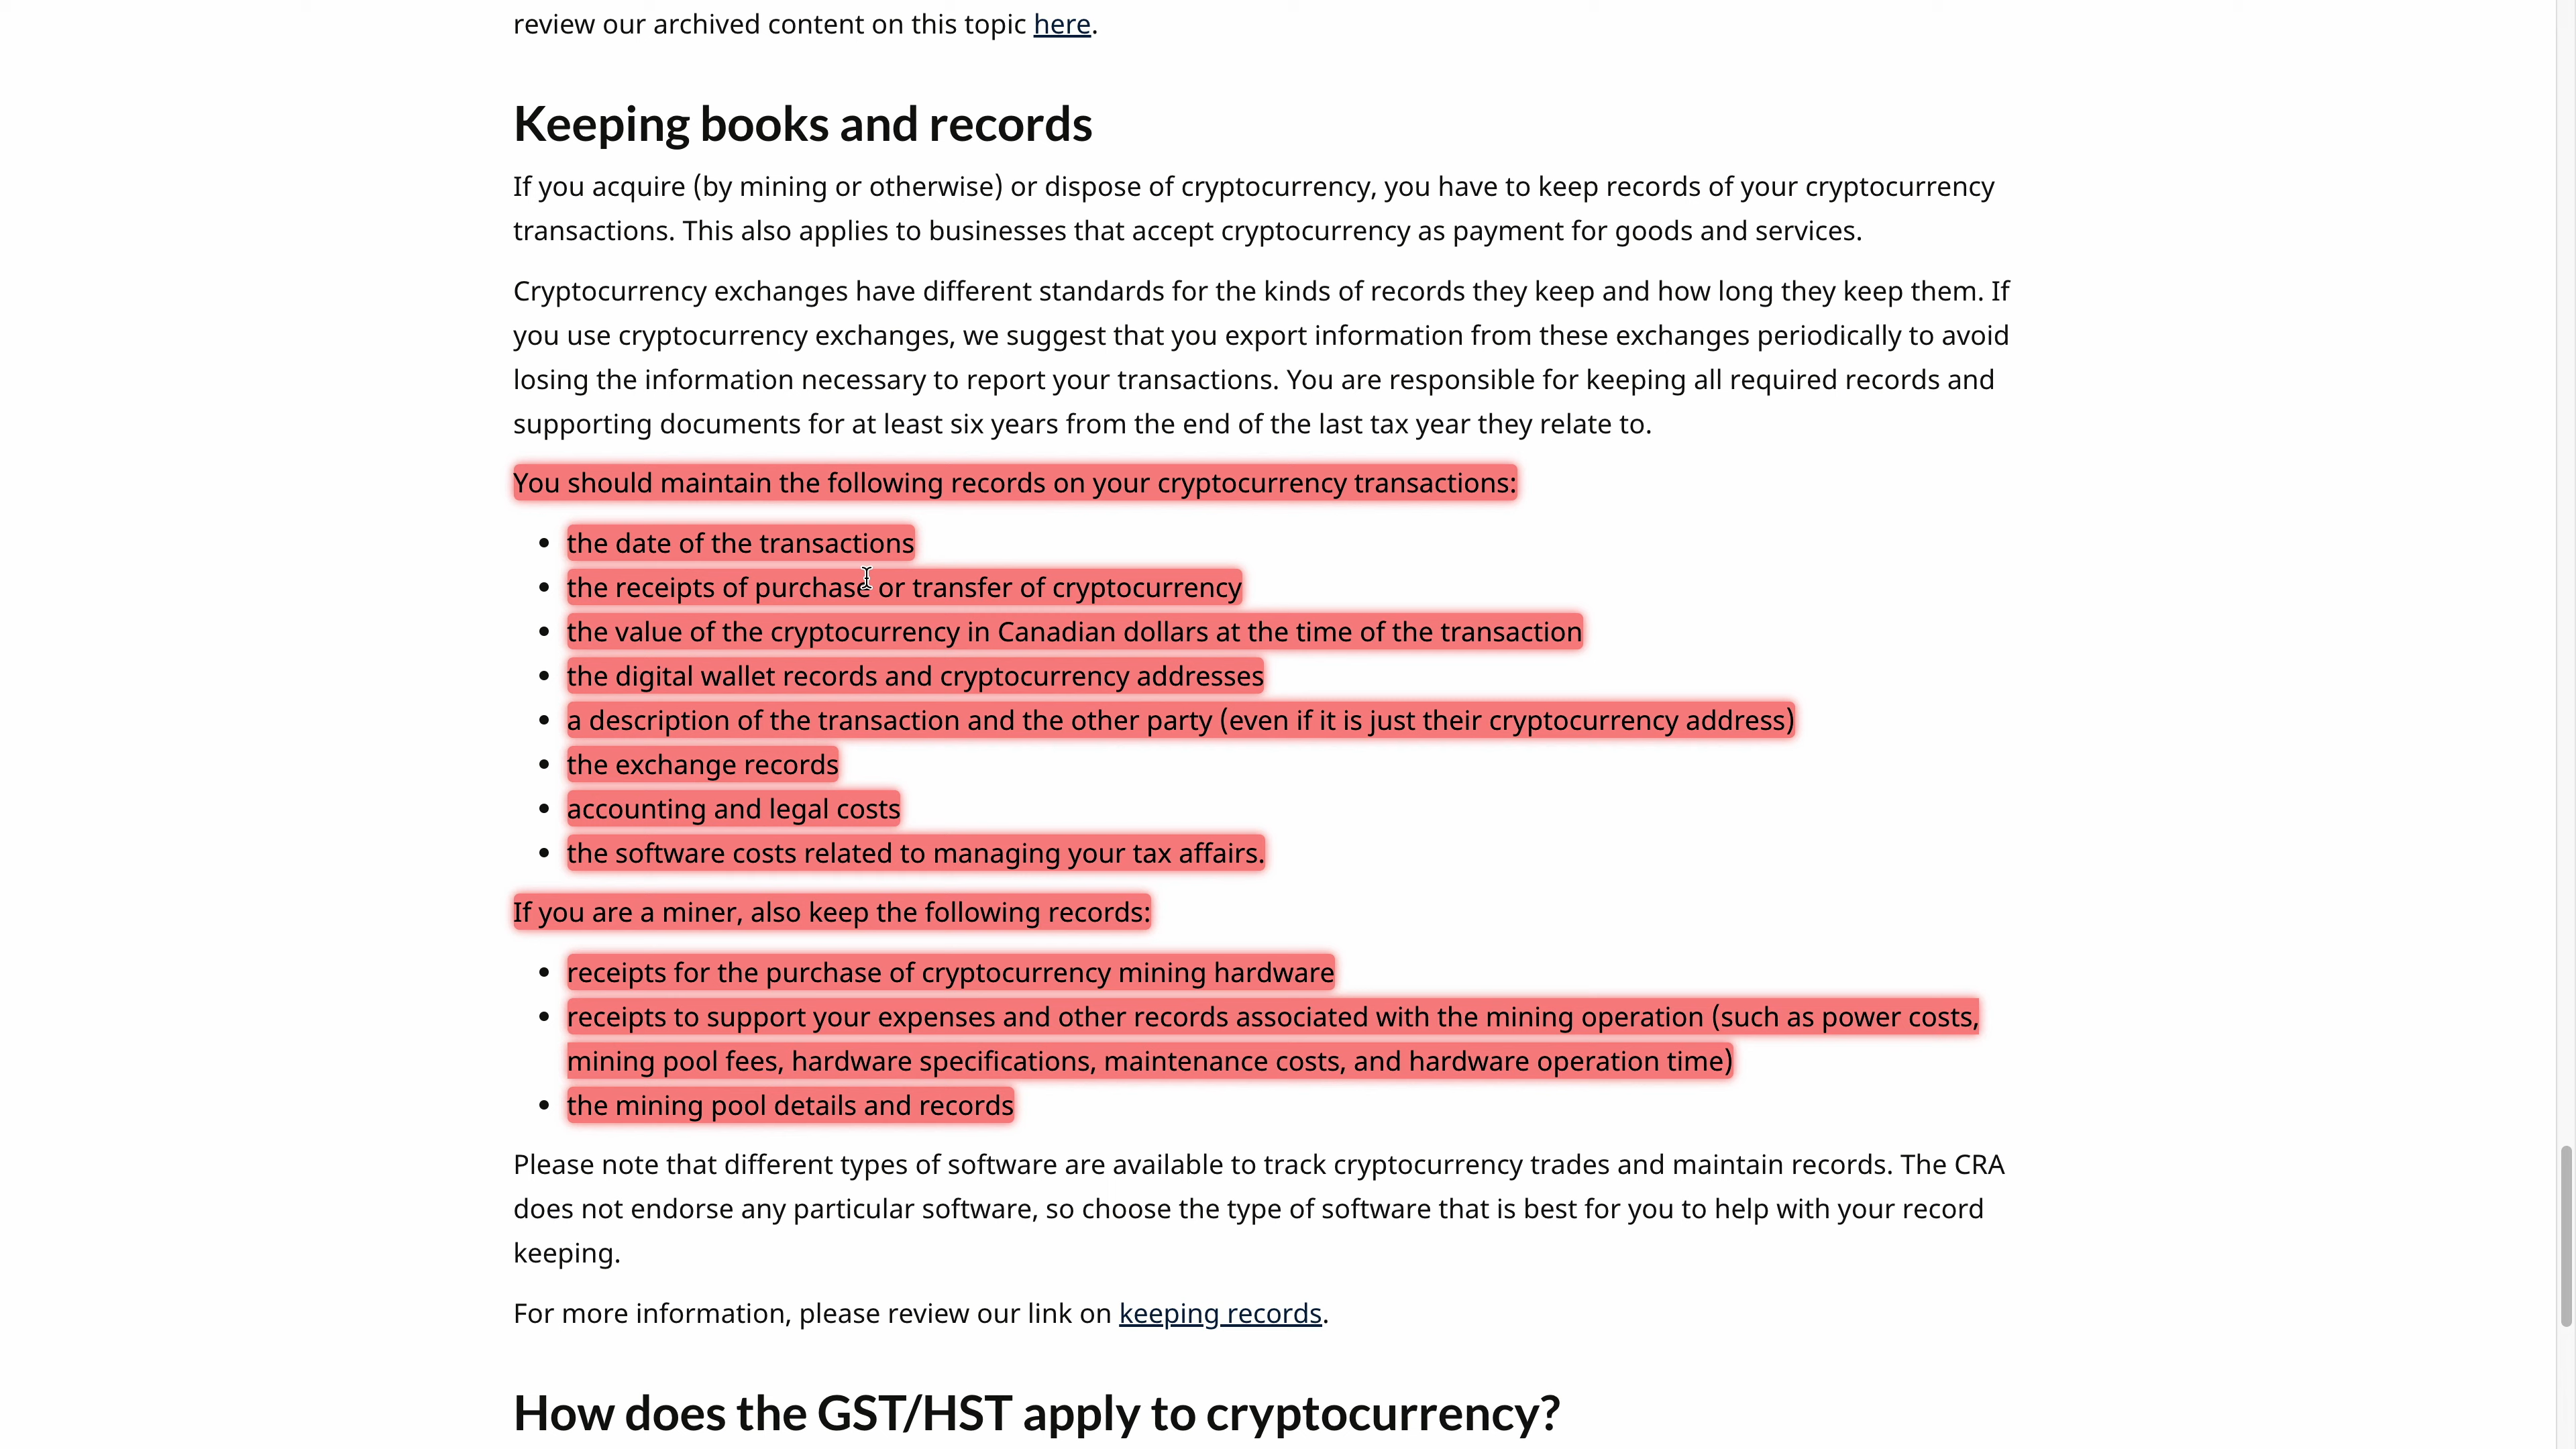 review our archived content on this topic here.
Keeping books and records
If you acquire (by mining or otherwise) or dispose of cryptocurrency, you have to keep records of your cryptocurrency
transactions. This also applies to businesses that accept cryptocurrency as payment for goods and services.
Cryptocurrency exchanges have different standards for the kinds of records they keep and how long they keep them. If
you use cryptocurrency exchanges, we suggest that you export information from these exchanges periodically to avoid
losing the information necessary to report your transactions. You are responsible for keeping all required records and
supporting documents for at least six years from the end of the last tax year they relate to.
You should maintain the following records on your cryptocurrency transactions:
• the date of the transactions
• the receipts of purchase or transfer of cryptocurrency
• the value of the cryptocurrency in Canadian dollars at the time of the transaction
• the digital wallet records and cryptocurrency addresses
• a description of the transaction and the other party (even if it is just their cryptocurrency address)
• the exchange records
• accounting and legal costs
• the software costs related to managing your tax affairs.
If you are a miner, also keep the following records:
• receipts for the purchase of cryptocurrency mining hardware
• receipts to support your expenses and other records associated with the mining operation (such as power costs,
mining pool fees, hardware specifications, maintenance costs, and hardware operation time)
• the mining pool details and records
Please note that different types of software are available to track cryptocurrency trades and maintain records. The CRA
does not endorse any particular software, so choose the type of software that is best for you to help with your record
keeping.
For more information, please review our link on keeping records.
How does the GST/HST apply to cryptocurrency?